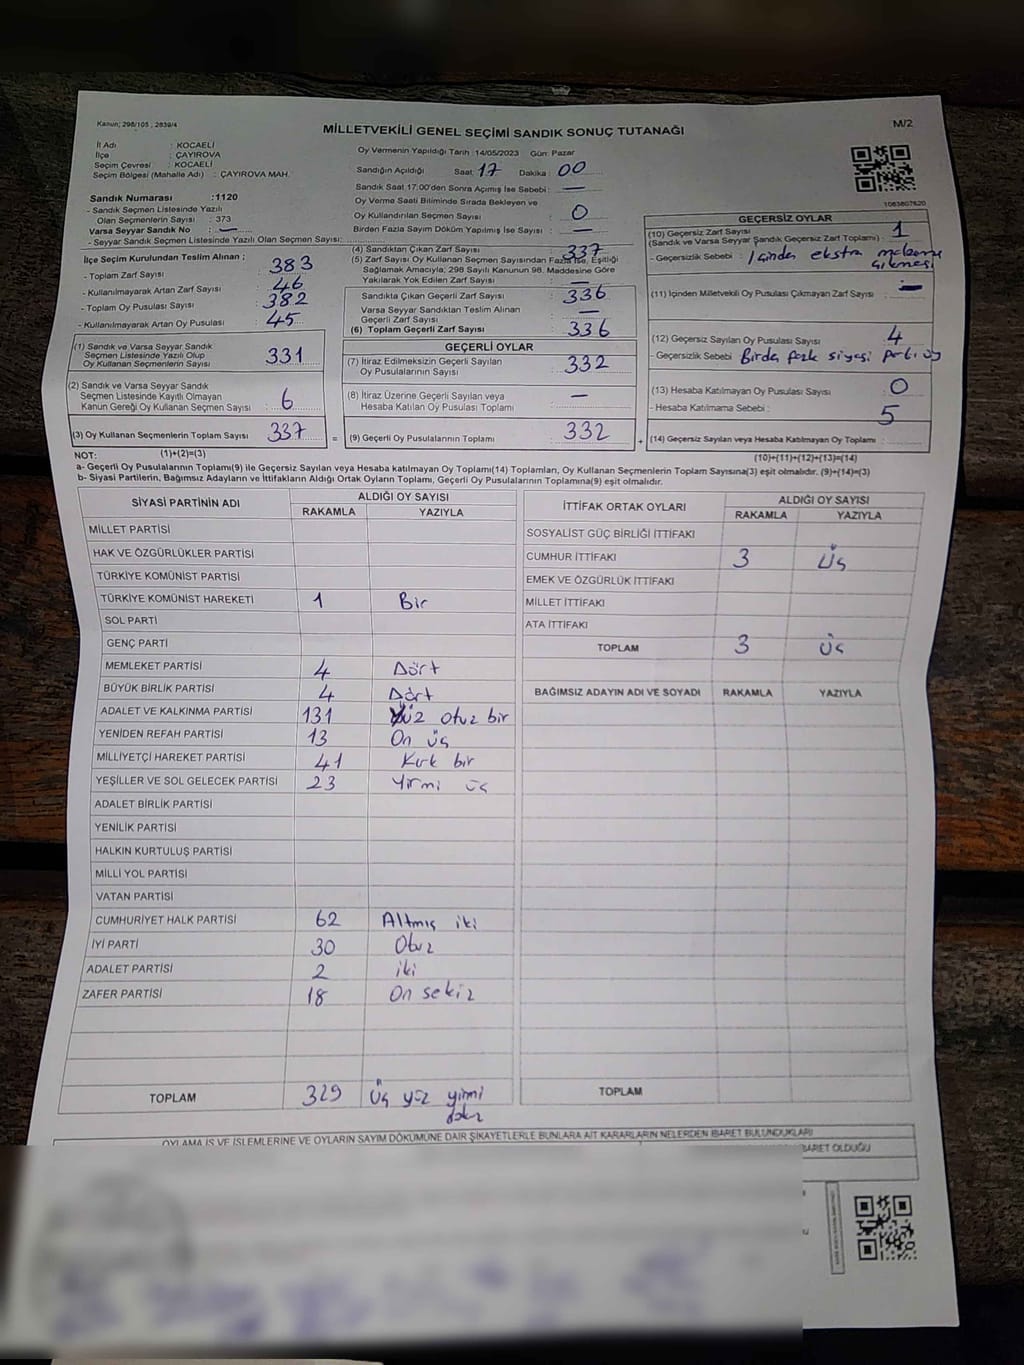 Kanun; 298/105 , 2839/4
M/2
MİLLETVEKİLİ GENEL SEÇİMİ SANDIK SONUÇ TUTANAĞI
İl Adı : KOCAELİ
İlçe : ÇAYIROVA
Seçim Çevresi : KOCAELİ
Seçim Bölgesi (Mahalle Adı) : ÇAYIROVA MAH.
Sandık Numarası :1120
- Sandık Seçmen Listesinde Yazılı
Olan Seçmenlerin Sayısı : 373
Varsa Seyyar Sandık No : —
- Seyyar Sandık Seçmen Listesinde Yazılı Olan Seçmen Sayısı:
İlçe Seçim Kurulundan Teslim Alınan ;
- Toplam Zarf Sayısı : 383
- Kullanılmayarak Artan Zarf Sayısı : 46
- Toplam Oy Pusulası Sayısı : 382
- Kullanılmayarak Artan Oy Pusulası : 45
(1) Sandık ve Varsa Seyyar Sandık
Seçmen Listesinde Yazılı Olup
Oy Kullanan Seçmenlerin Sayısı : 331
(2) Sandık ve Varsa Seyyar Sandık
Seçmen Listesinde Kayıtlı Olmayan
Kanun Gereği Oy Kullanan Seçmen Sayısı : 6
(3) Oy Kullanan Seçmenlerin Toplam Sayısı : 337
(1)+(2)=(3)
Oy Vermenin Yapıldığı Tarih :14/05/2023 Gün: Pazar
Sandığın Açıldığı Saat: 17 Dakika : 00
Sandık Saat 17:00'den Sonra Açımış İse Sebebi : —
Oy Verme Saati Bitiminde Sırada Bekleyen ve
Oy Kullandırılan Seçmen Sayısı : 0
Birden Fazla Sayım Döküm Yapılmış İse Sayısı : —
(4) Sandıktan Çıkan Zarf Sayısı : 337
(5) Zarf Sayısı Oy Kullanan Seçmen Sayısından Fazla İse, Eşitliği
Sağlamak Amacıyla; 298 Sayılı Kanunun 98. Maddesine Göre
Yakılarak Yok Edilen Zarf Sayısı : —
Sandıkta Çıkan Geçerli Zarf Sayısı : 336
Varsa Seyyar Sandıktan Teslim Alınan
Geçerli Zarf Sayısı : —
(6) Toplam Geçerli Zarf Sayısı : 336
GEÇERLİ OYLAR
(7) İtiraz Edilmeksizin Geçerli Sayılan
Oy Pusulalarının Sayısı : 332
(8) İtiraz Üzerine Geçerli Sayılan veya
Hesaba Katılan Oy Pusulası Toplamı : —
= (9) Geçerli Oy Pusulalarının Toplamı : 332 +
1083607620
GEÇERSİZ OYLAR
(10) Geçersiz Zarf Sayısı
(Sandık ve Varsa Seyyar Sandık Geçersiz Zarf Toplamı) : 1
- Geçersizlik Sebebi : İçinden ekstra malzeme
çıkması
(11) İçinden Milletvekili Oy Pusulası Çıkmayan Zarf Sayısı : —
(12) Geçersiz Sayılan Oy Pusulası Sayısı : 4
- Geçersizlik Sebebi : Birden fazla siyasi parti oy
(13) Hesaba Katılmayan Oy Pusulası Sayısı : 0
- Hesaba Katılmama Sebebi :
(14) Geçersiz Sayılan veya Hesaba Katılmayan Oy Toplamı : 5
(10)+(11)+(12)+(13)=(14)
NOT:
a- Geçerli Oy Pusulalarının Toplamı(9) ile Geçersiz Sayılan veya Hesaba katılmayan Oy Toplamı(14) Toplamları, Oy Kullanan Seçmenlerin Toplam Sayısına(3) eşit olmalıdır. (9)+(14)=(3)
b- Siyasi Partilerin, Bağımsız Adayların ve İttifakların Aldığı Ortak Oyların Toplamı, Geçerli Oy Pusulalarının Toplamına(9) eşit olmalıdır.
SİYASİ PARTİNİN ADI ALDIĞI OY SAYISI
RAKAMLA YAZIYLA
MİLLET PARTİSİ
HAK VE ÖZGÜRLÜKLER PARTİSİ
TÜRKİYE KOMÜNİST PARTİSİ
TÜRKİYE KOMÜNİST HAREKETİ 1 Bir
SOL PARTİ
GENÇ PARTİ
MEMLEKET PARTİSİ 4 Dört
BÜYÜK BİRLİK PARTİSİ 4 Dört
ADALET VE KALKINMA PARTİSİ 131 Yüz otuz bir
YENİDEN REFAH PARTİSİ 13 On üç
MİLLİYETÇİ HAREKET PARTİSİ 41 Kırk bir
YEŞİLLER VE SOL GELECEK PARTİSİ 23 Yirmi üç
ADALET BİRLİK PARTİSİ
YENİLİK PARTİSİ
HALKIN KURTULUŞ PARTİSİ
MİLLİ YOL PARTİSİ
VATAN PARTİSİ
CUMHURİYET HALK PARTİSİ 62 Altmış iki
İYİ PARTİ 30 Otuz
ADALET PARTİSİ 2 iki
ZAFER PARTİSİ 18 On sekiz
TOPLAM 329 Üç yüz yirmi
dokuz
İTTİFAK ORTAK OYLARI ALDIĞI OY SAYISI
RAKAMLA YAZIYLA
SOSYALİST GÜÇ BİRLİĞİ İTTİFAKI
CUMHUR İTTİFAKI 3 Üç
EMEK VE ÖZGÜRLÜK İTTİFAKI
MİLLET İTTİFAKI
ATA İTTİFAKI
TOPLAM 3 Üç
BAĞIMSIZ ADAYIN ADI VE SOYADI RAKAMLA YAZIYLA
TOPLAM
OYLAMA İŞ VE İŞLEMLERİNE VE OYLARIN SAYIM DÖKÜMÜNE DAİR ŞİKAYETLERLE BUNLARA AİT KARARLARIN NELERDEN İBARET BULUNDUKLARI
İBARET OLDUĞU